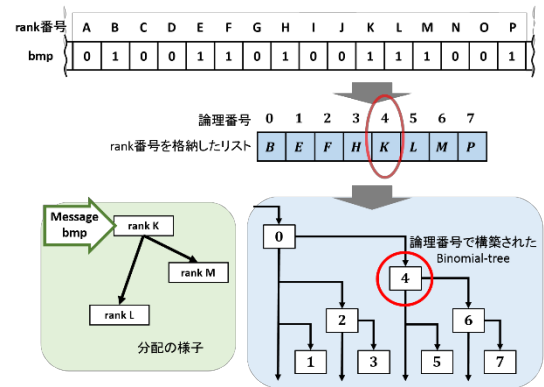 rank番号 A B C D E F G H I J K L M N O P
bmp 0 1 0 0 1 1 0 1 0 0 1 1 1 0 0 1
論理番号 0 1 2 3 4 5 6 7
rank番号を格納したリスト B E F H K L M P
Message
bmp
rank K
rank M
rank L
分配の様子
論理番号で構築された
Binomial-tree
0
4
2 6
1 3 5 7